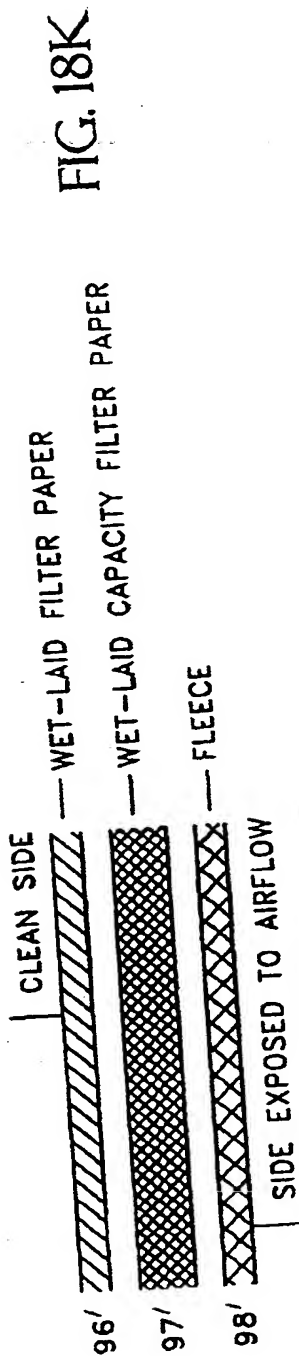 FIG. 18K
CLEAN SIDE
96′ WET-LAID FILTER PAPER
97′ WET-LAID CAPACITY FILTER PAPER
98′ FLEECE
SIDE EXPOSED TO AIRFLOW